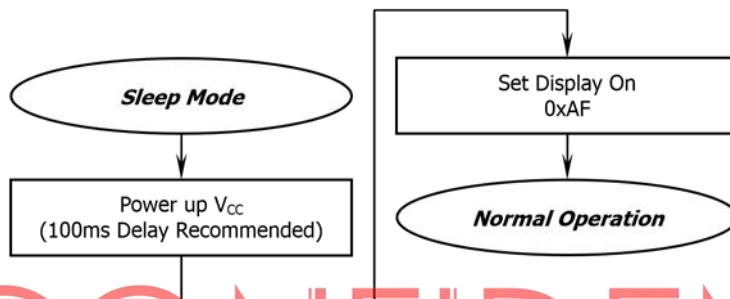 Sleep Mode
Power up VCC
(100ms Delay Recommended)
Set Display On
0xAF
Normal Operation